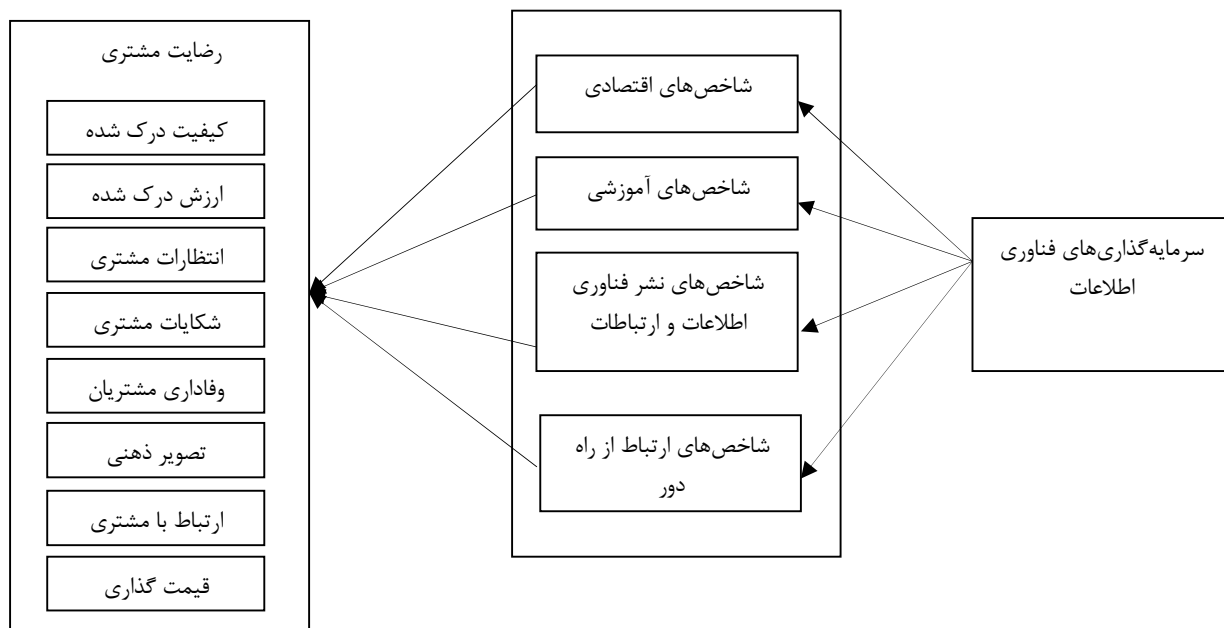 سرمایه‌گذاری‌های فناوری
اطلاعات
شاخص‌های اقتصادی
شاخص‌های آموزشی
شاخص‌های نشر فناوری
اطلاعات و ارتباطات
شاخص‌های ارتباط از راه
دور
رضایت مشتری
کیفیت درک شده
ارزش درک شده
انتظارات مشتری
شکایات مشتری
وفاداری مشتریان
تصویر ذهنی
ارتباط با مشتری
قیمت گذاری